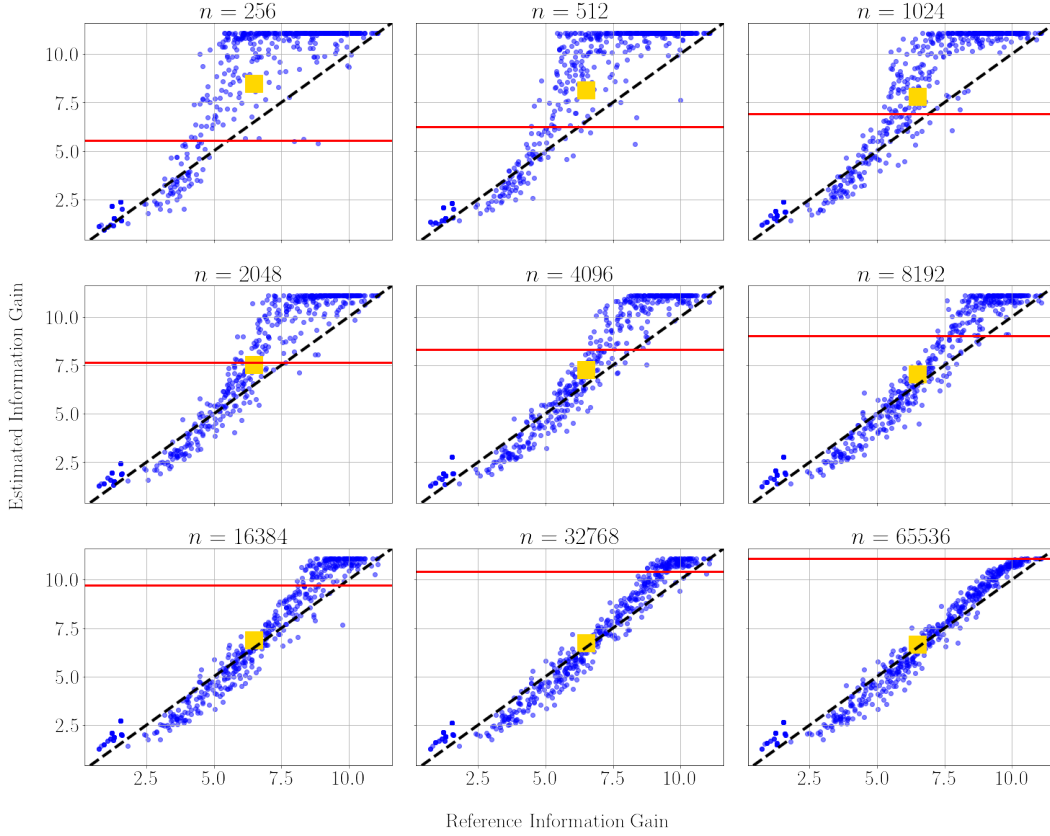 n = 256
n = 512
n = 1024
10.0
7.5
5.0
2.5
n = 2048
n = 4096
n = 8192
10.0
7.5
5.0
2.5
Estimated Information Gain
n = 16384
n = 32768
n = 65536
10.0
7.5
5.0
2.5
2.5 5.0 7.5 10.0 2.5 5.0 7.5 10.0 2.5 5.0 7.5 10.0
Reference Information Gain